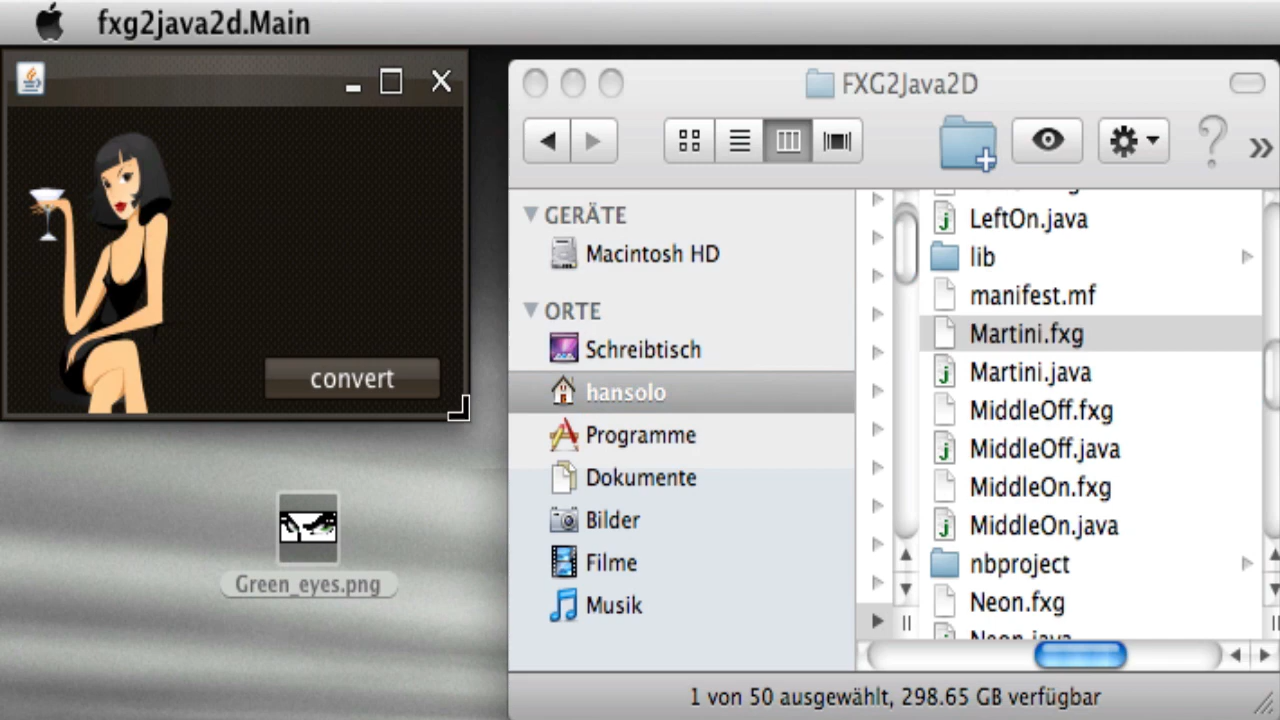 fxg2java2d.Main
convert
Green_eyes.png
FXG2Java2D
GERÄTE
Macintosh HD
ORTE
Schreibtisch
hansolo
Programme
Dokumente
Bilder
Filme
Musik
LeftOn.java
lib
manifest.mf
Martini.fxg
Martini.java
MiddleOff.fxg
MiddleOff.java
MiddleOn.fxg
MiddleOn.java
nbproject
Neon.fxg
Neon.java
1 von 50 ausgewählt, 298.65 GB verfügbar